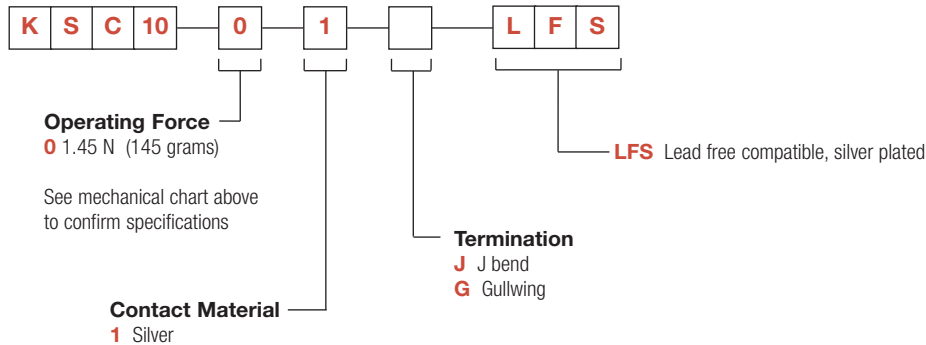 K S C 10 0 1 L F S
Operating Force
0 1.45 N (145 grams)
LFS Lead free compatible, silver plated
See mechanical chart above
to confirm specifications
Termination
J J bend
G Gullwing
Contact Material
1 Silver